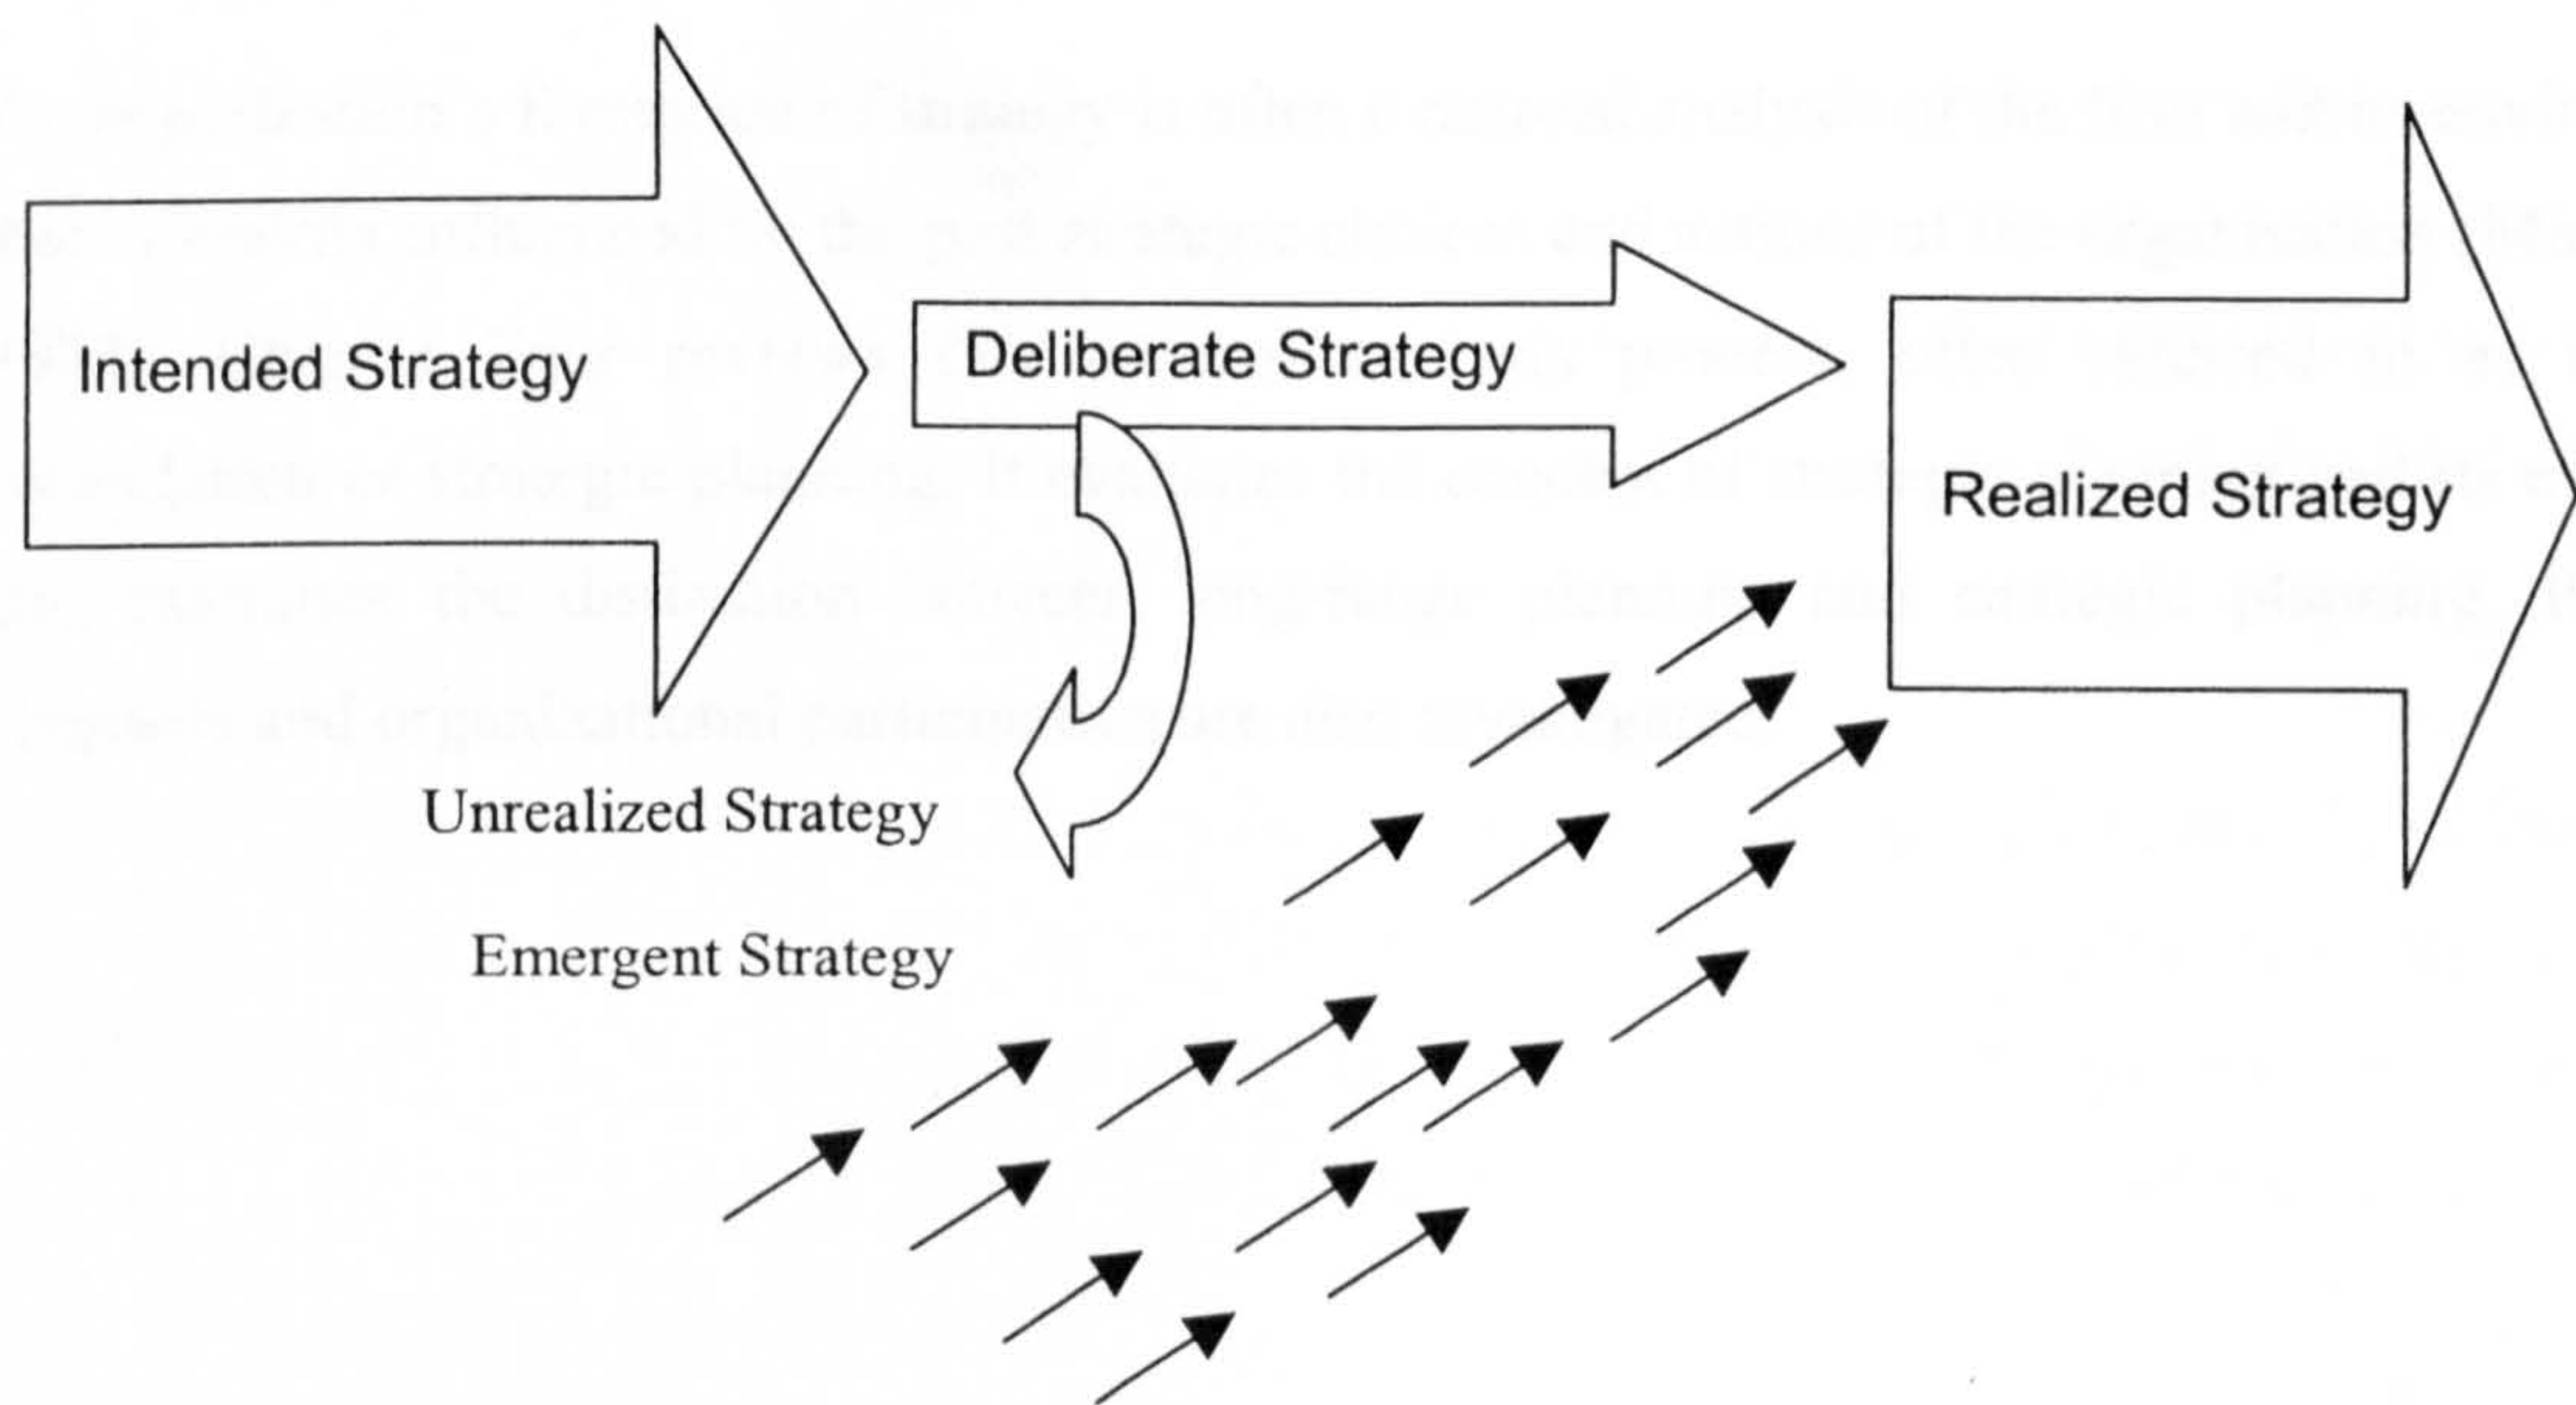 Intended Strategy
Deliberate Strategy
Realized Strategy
Unrealized Strategy
Emergent Strategy